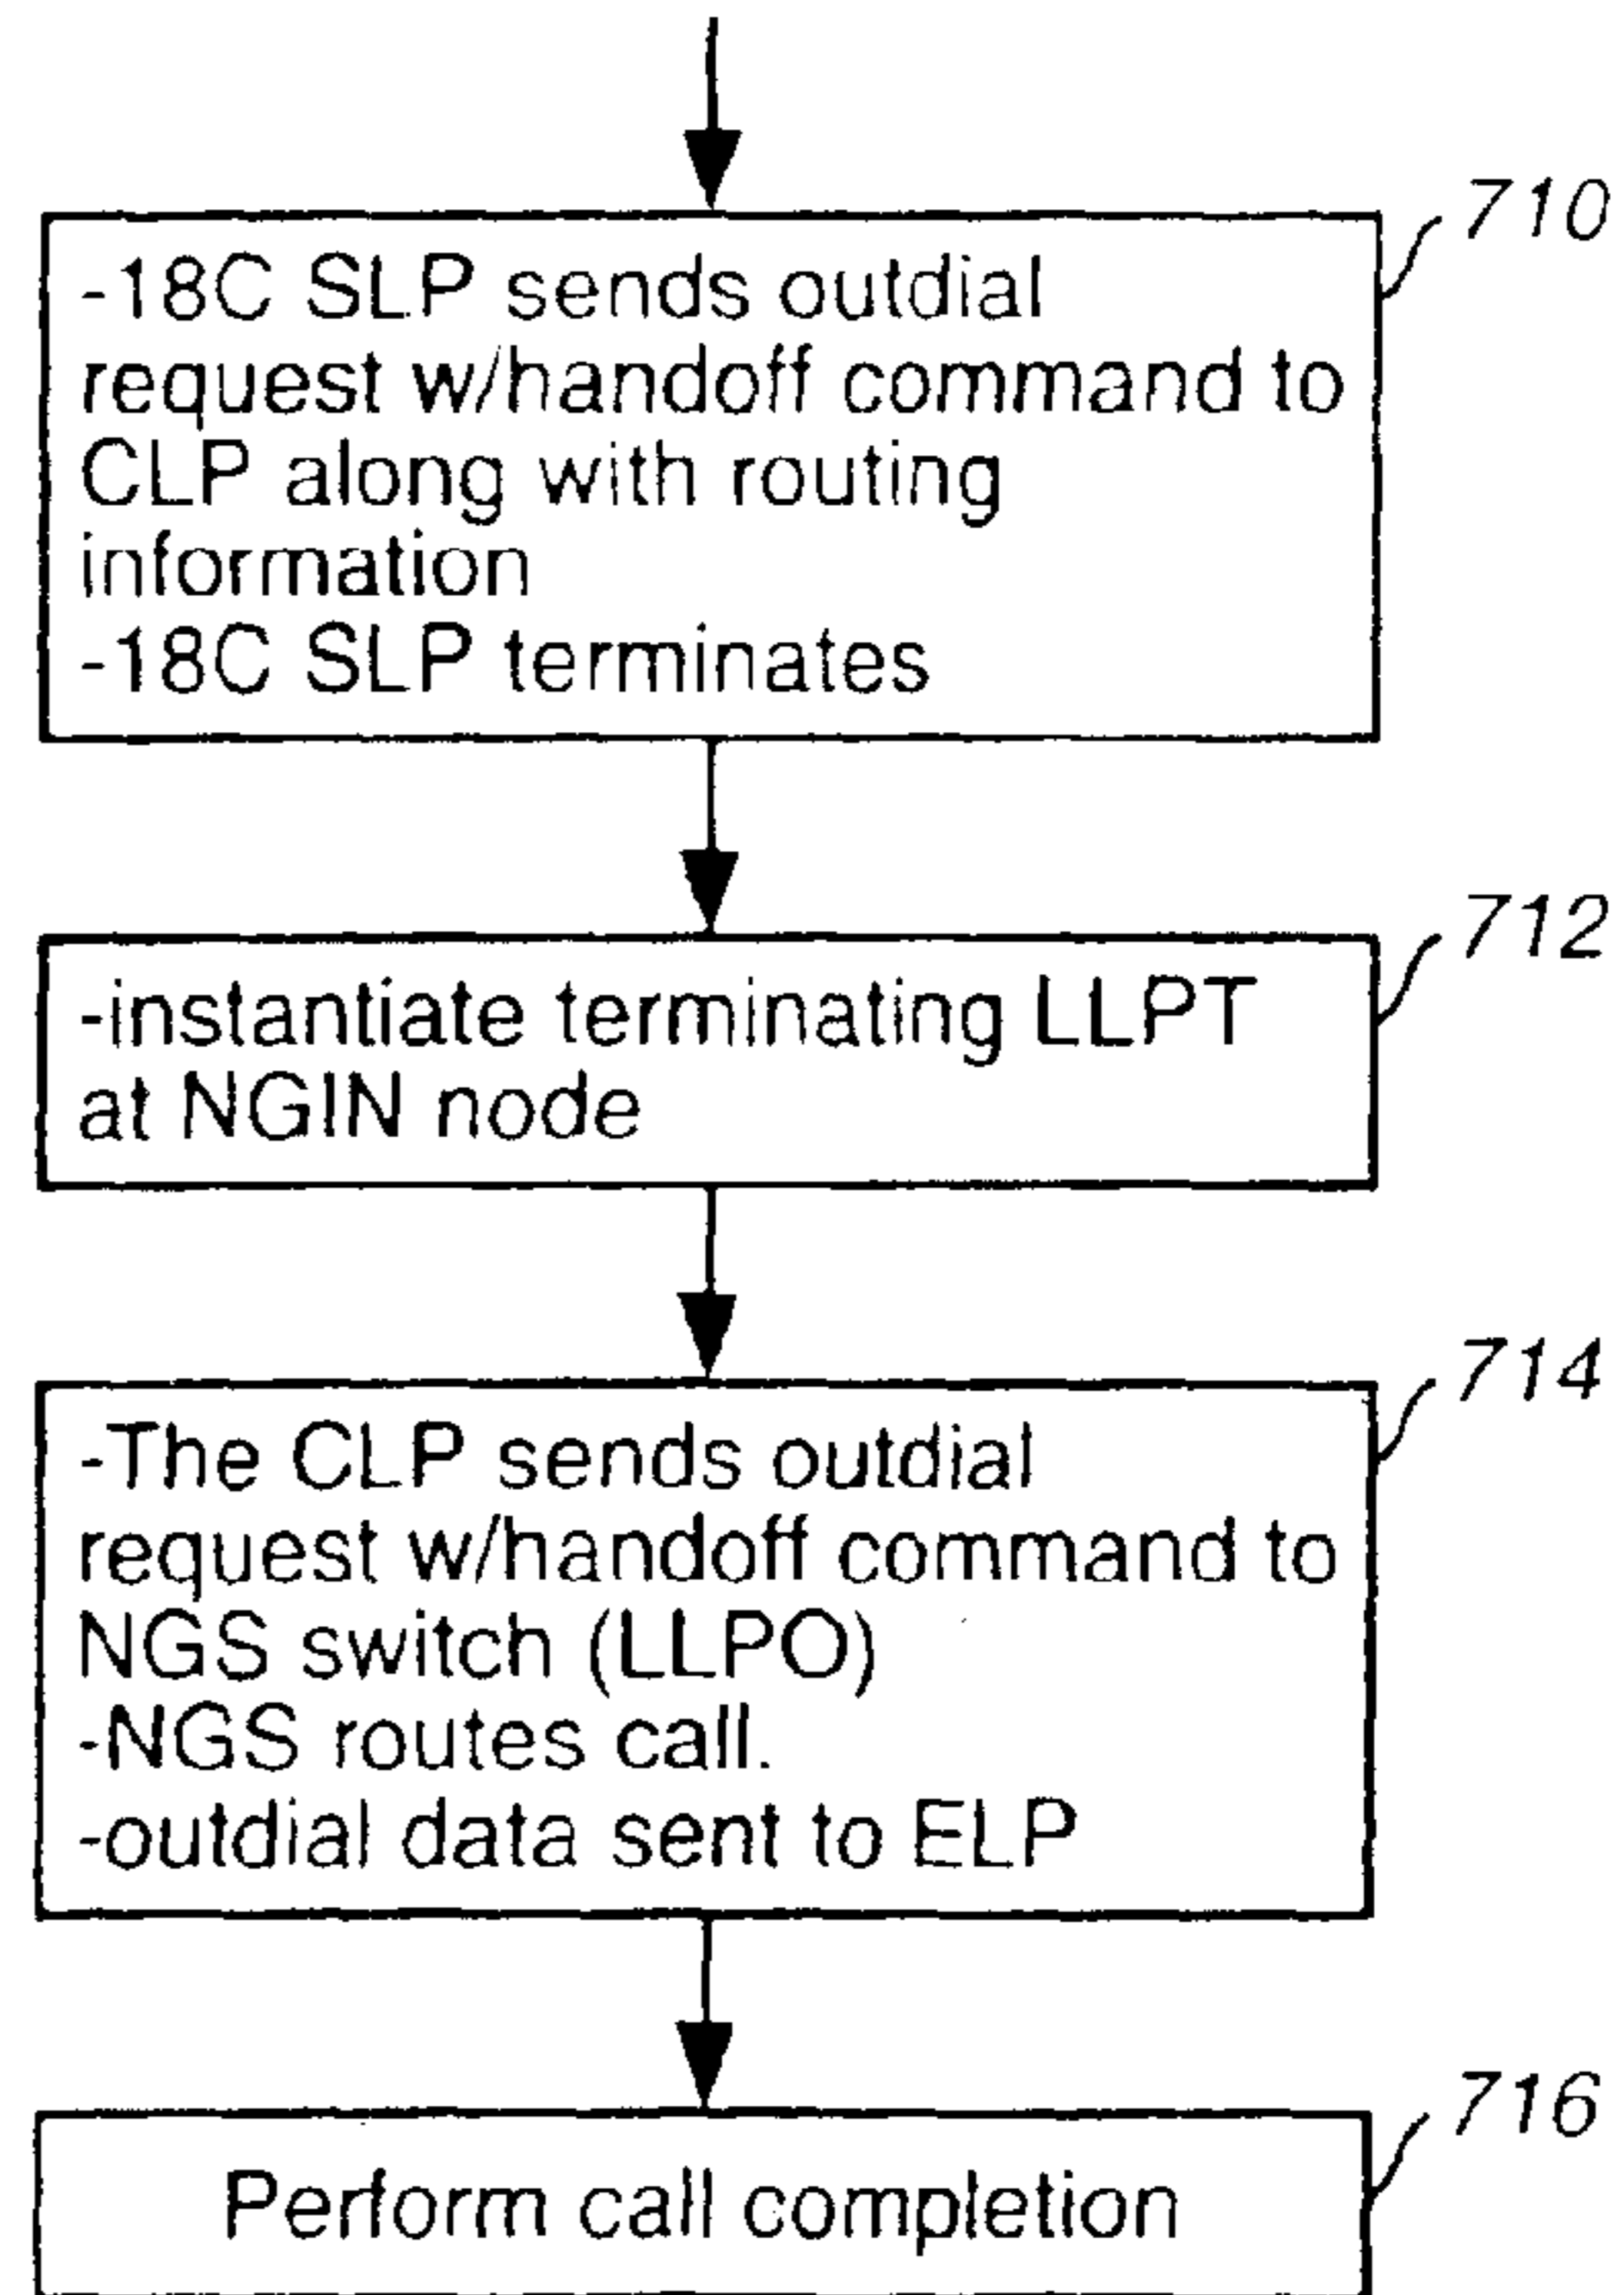 710
-18C SLP sends outdial
request w/handoff command to
CLP along with routing
information
-18C SLP terminates
712
-instantiate terminating LLPT
at NGIN node
714
-The CLP sends outdial
request w/handoff command to
NGS switch (LLPO)
-NGS routes call.
-outdial data sent to ELP
716
Perform call completion